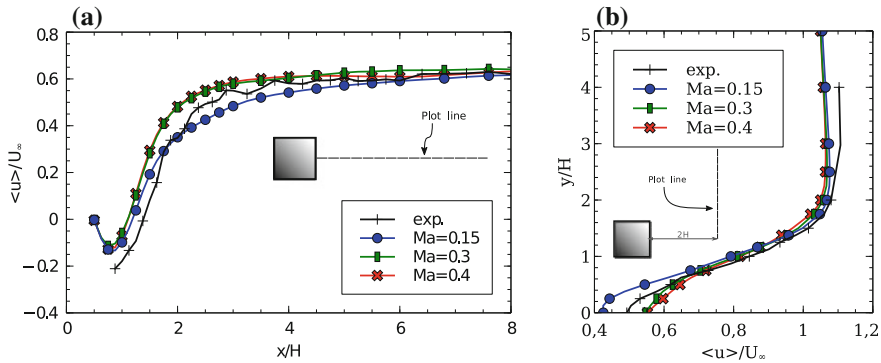 (a)
0.8
0.6
0.4
0.2
0
−0.2
−0.4
<u>/U∞
0
2
4
6
8
x/H
Plot line
exp.
Ma=0.15
Ma=0.3
Ma=0.4
(b)
5
4
3
2
1
0
y/H
0,4
0,6
0,8
1
1,2
<u>/U∞
exp.
Ma=0.15
Ma=0.3
Ma=0.4
Plot line
2H